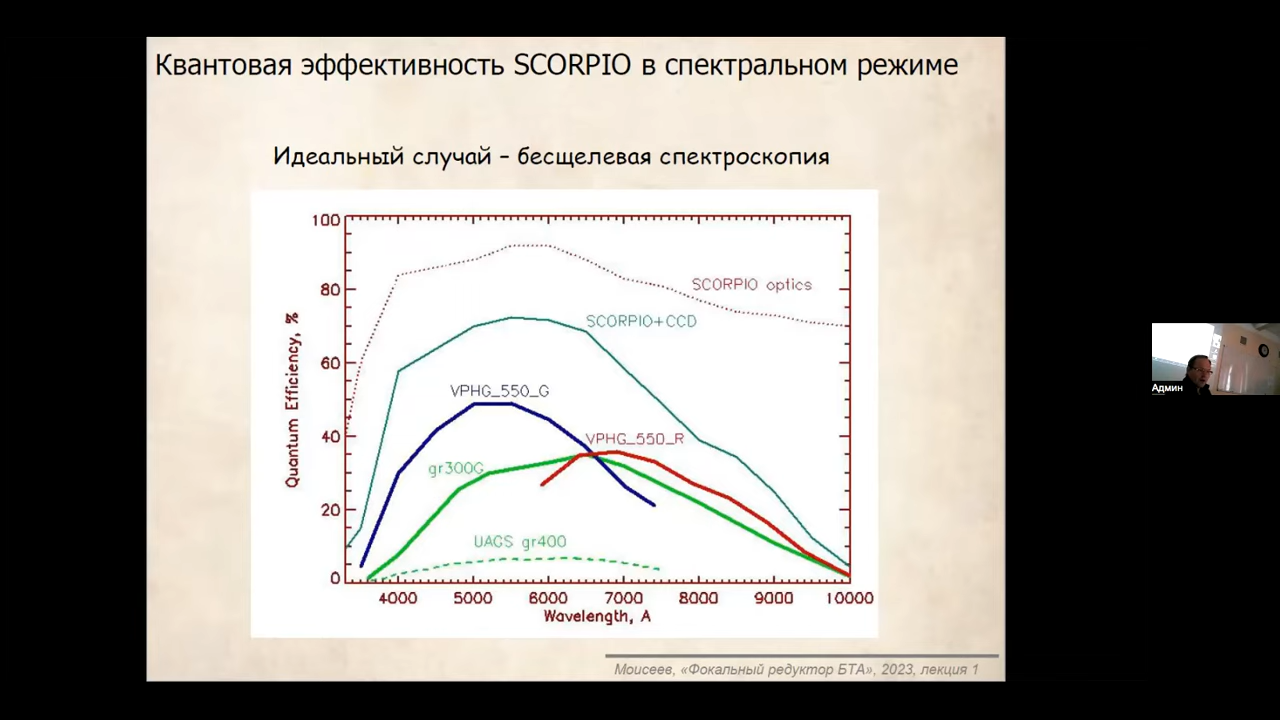 Квантовая эффективность SCORPIO в спектральном режиме
Идеальный случай – бесщелевая спектроскопия
100
80
60
40
20
0
Quantum Efficiency, %
SCORPIO optics
SCORPIO+CCD
VPHG_550_G
VPHG_550_R
gr300G
UAGS gr400
4000 5000 6000 7000 8000 9000 10000
Wavelength, A
Моисеев, «Фокальный редуктор БТА», 2023, лекция 1
Админ